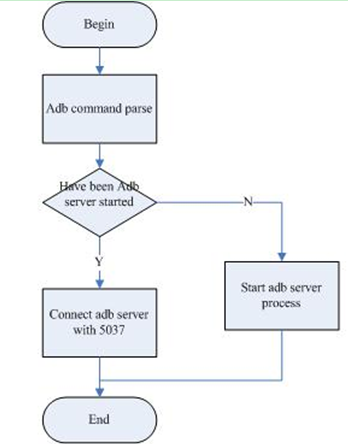 Begin
Adb command parse
Have been Adb
server started
N
Y
Start adb server
process
Connect adb server
with 5037
End